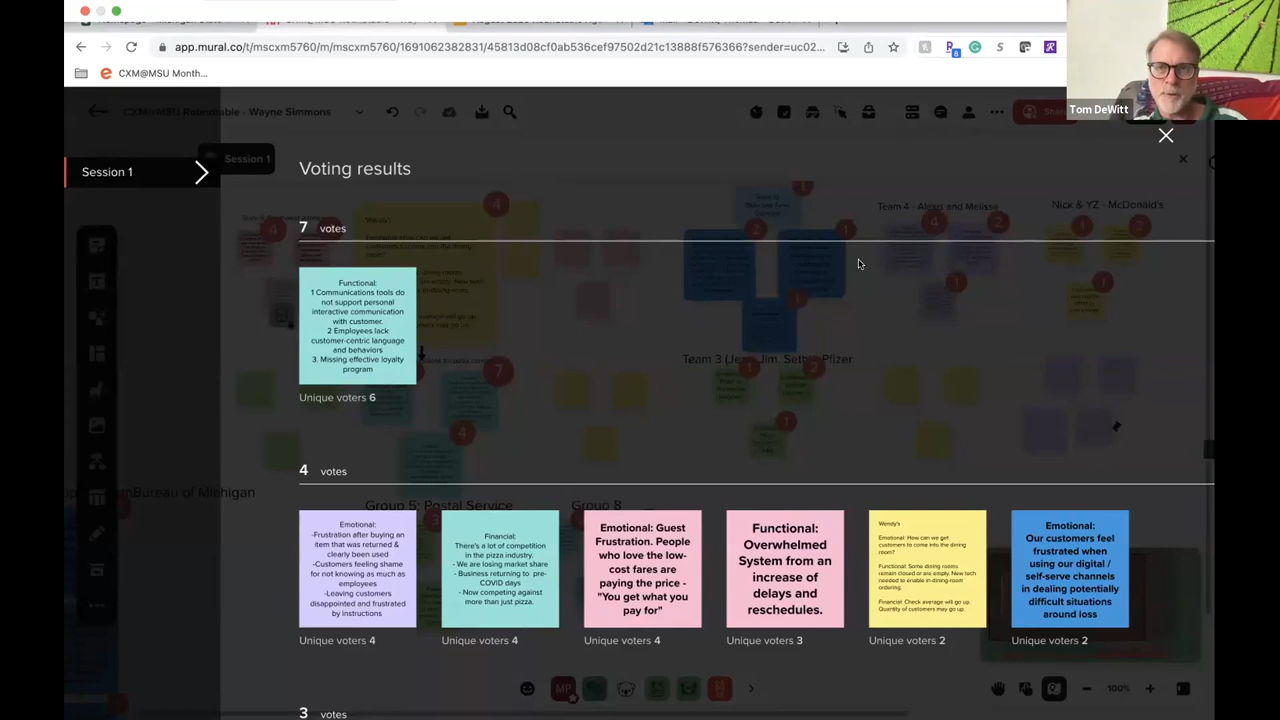 app.mural.co/t/mscxm5760/m/mscxm5760/1691062382831/45813d08cf0ab536cef97502d21c13888f576366?sender=uc02...
8
CXM@MSU Month...
Tom DeWitt
CXM@MSU Roundtable - Wayne Simmons
Session 1
Session 1
Voting results
Team 4 - Alexis and Melissa
Nick & YZ - McDonald's
7 votes
Functional:
1 Communications tools do
not support personal
interactive communication
with customer.
2 Employees lack
customer-centric language
and behaviors
3. Missing effective loyalty
program
Unique voters 6
4 votes
Bureau of Michigan
Group 5: Postal Service
Group 8
Emotional:
-Frustration after buying an
item that was returned &
clearly been used
-Customers feeling shame
for not knowing as much as
employees
-Leaving customers
disappointed and frustrated
by instructions
Unique voters 4
Financial:
There's a lot of competition
in the pizza industry.
- We are losing market share
- Business returning to pre-
COVID days
- Now competing against
more than just pizza.
Unique voters 4
Emotional: Guest
Frustration. People
who love the low-
cost fares are
paying the price -
"You get what you
pay for"
Unique voters 4
Functional:
Overwhelmed
System from an
increase of
delays and
reschedules.
Unique voters 3
Wendy's
Emotional: How can we get
customers to come into the dining
room?
Functional: Some dining rooms
remain closed or are empty. New tech
needed to enable in-dining-room
ordering.
Financial: Check average will go up.
Quantity of customers may go up.
Unique voters 2
Emotional:
Our customers feel
frustrated when
using our digital /
self-serve channels
in dealing potentially
difficult situations
around loss
Unique voters 2
MP
100%
3 votes